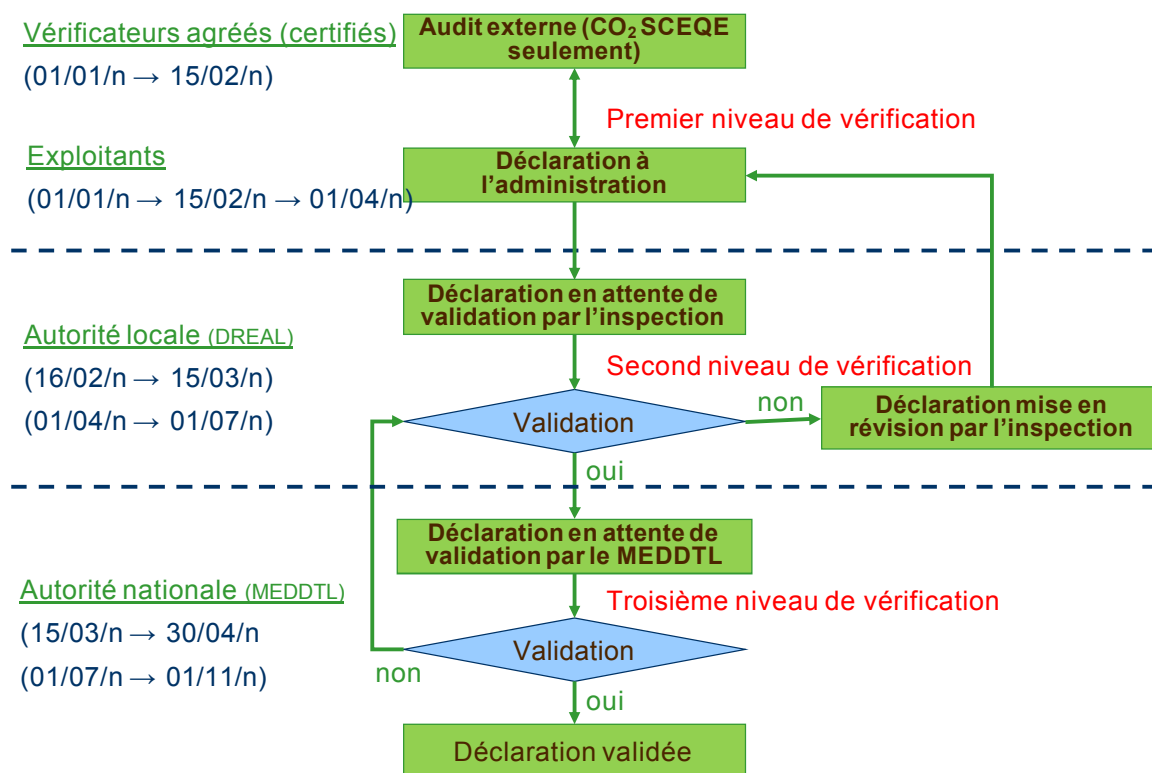 Vérificateurs agréés (certifiés)
(01/01/n → 15/02/n)
Audit externe (CO₂ SCEQE
seulement)
Premier niveau de vérification
Exploitants
(01/01/n → 15/02/n → 01/04/n)
Déclaration à
l'administration
Déclaration en attente de
validation par l'inspection
Autorité locale (DREAL)
(16/02/n → 15/03/n)
(01/04/n → 01/07/n)
Second niveau de vérification
Validation
non
Déclaration mise en
révision par l'inspection
oui
Déclaration en attente de
validation par le MEDDTL
Autorité nationale (MEDDTL)
(15/03/n → 30/04/n
(01/07/n → 01/11/n)
Troisième niveau de vérification
Validation
non
oui
Déclaration validée